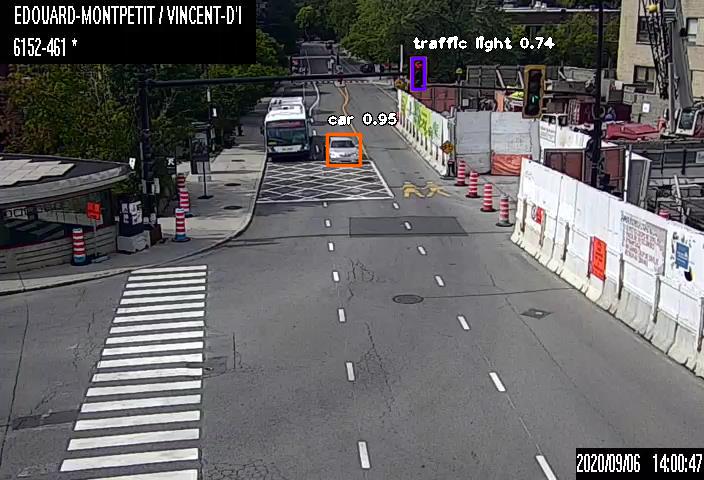 EDOUARD-MONTPETIT / VINCENT-D'I
6152-461 *
traffic light 0.74
car 0.95
2020/09/06 14:00:47